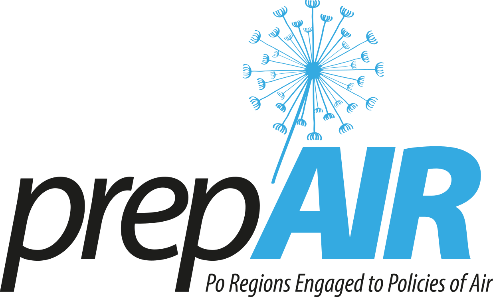 prepAIR
Po Regions Engaged to Policies of Air